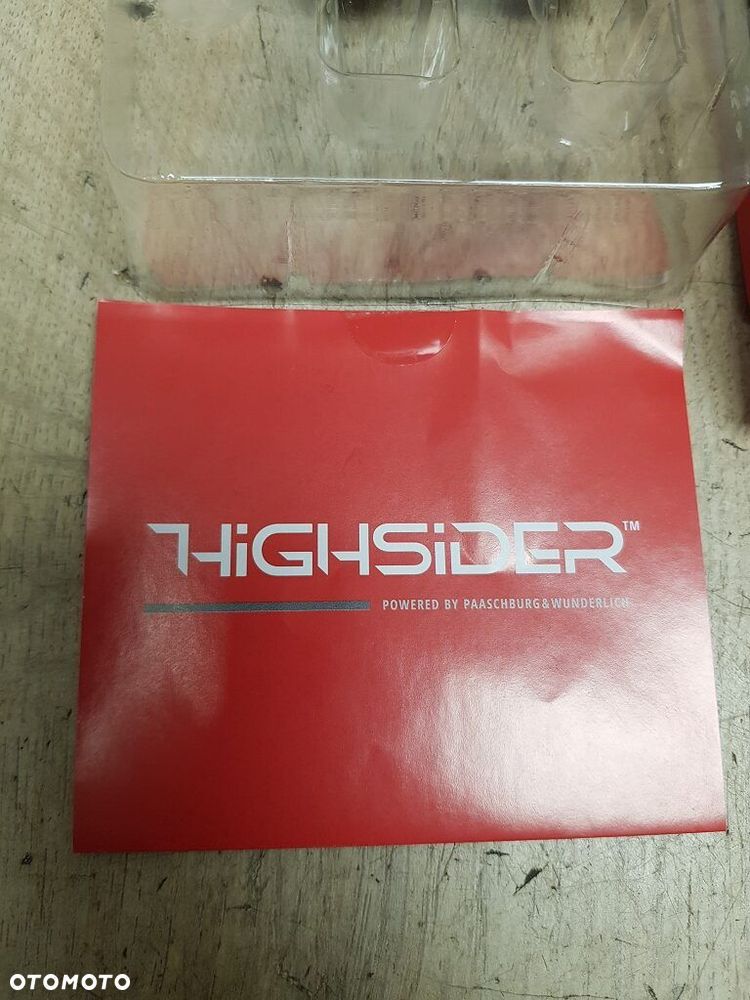 HiGHSiDER™
POWERED BY PAASCHBURG&WUNDERLICH
OTOMOTO